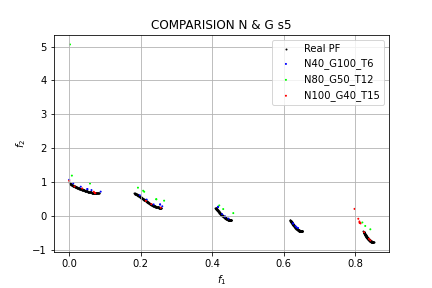 COMPARISION N & G s5
Real PF
N40_G100_T6
N80_G50_T12
N100_G40_T15
5
4
3
2
1
0
−1
f2
0.0 0.2 0.4 0.6 0.8
f1